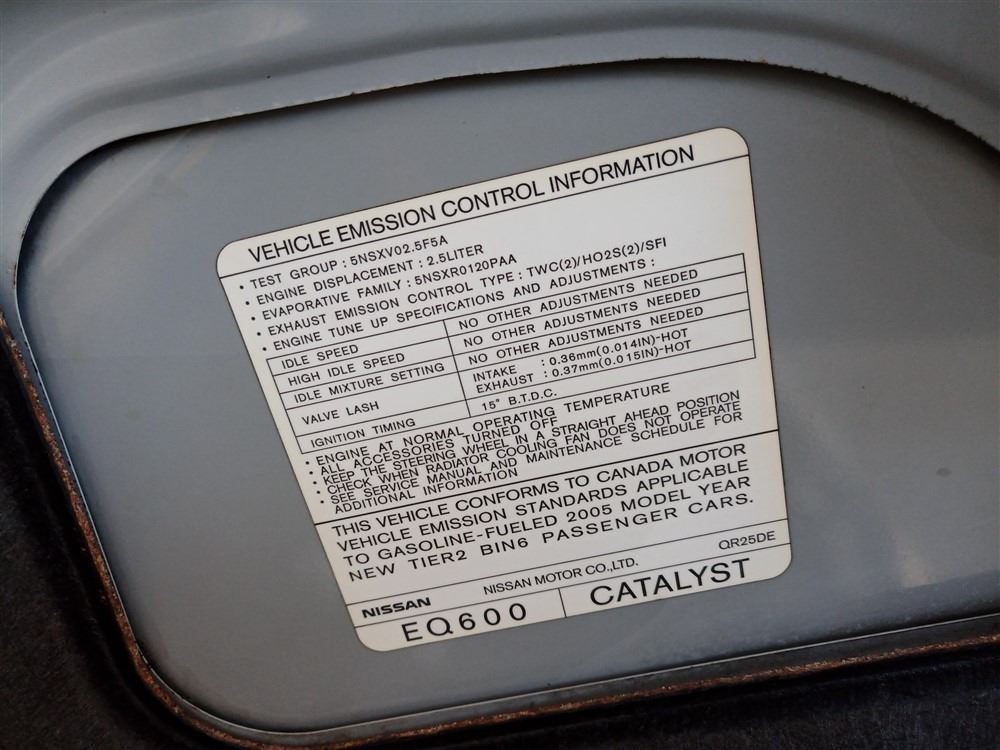 VEHICLE EMISSION CONTROL INFORMATION
• TEST GROUP : 5NSXV02.5F5A
• ENGINE DISPLACEMENT : 2.5LITER
• EVAPORATIVE FAMILY : 5NSXR0120PAA
• EXHAUST EMISSION CONTROL TYPE : TWC(2)/HO2S(2)/SFI
• ENGINE TUNE UP SPECIFICATIONS AND ADJUSTMENTS :
IDLE SPEED NO OTHER ADJUSTMENTS NEEDED
HIGH IDLE SPEED NO OTHER ADJUSTMENTS NEEDED
IDLE MIXTURE SETTING NO OTHER ADJUSTMENTS NEEDED
VALVE LASH INTAKE : 0.36mm(0.014IN)-HOT
EXHAUST : 0.37mm(0.015IN)-HOT
IGNITION TIMING 15° B.T.D.C.
• ENGINE AT NORMAL OPERATING TEMPERATURE
• ALL ACCESSORIES TURNED OFF
• KEEP THE STEERING WHEEL IN A STRAIGHT AHEAD POSITION
• CHECK WHEN RADIATOR COOLING FAN DOES NOT OPERATE
• SEE SERVICE MANUAL AND MAINTENANCE SCHEDULE FOR
ADDITIONAL INFORMATION
THIS VEHICLE CONFORMS TO CANADA MOTOR
VEHICLE EMISSION STANDARDS APPLICABLE
TO GASOLINE-FUELED 2005 MODEL YEAR
NEW TIER2 BIN6 PASSENGER CARS.
QR25DE
NISSAN NISSAN MOTOR CO.,LTD.
EQ600 CATALYST